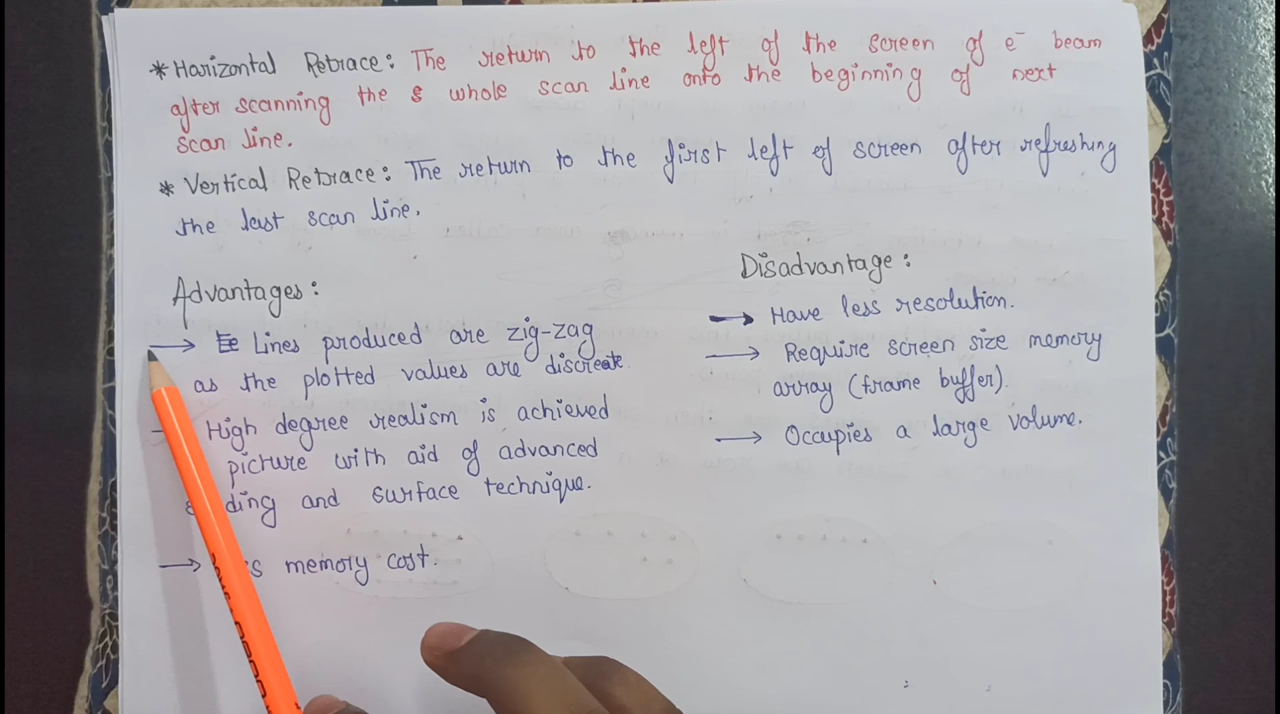 * Horizontal Retrace: The return to the left of the screen of e⁻ beam
after scanning the whole scan line onto the beginning of next
scan line.
* Vertical Retrace: The return to the first left of screen after refreshing
the last scan line.
Advantages:
→ Lines produced are zig-zag
as the plotted values are discreate.
High degree realism is achieved
picture with aid of advanced
ding and surface technique.
→ memory cost.
Disadvantage:
→ Have less resolution.
→ Require screen size memory
array (frame buffer).
→ Occupies a large volume.